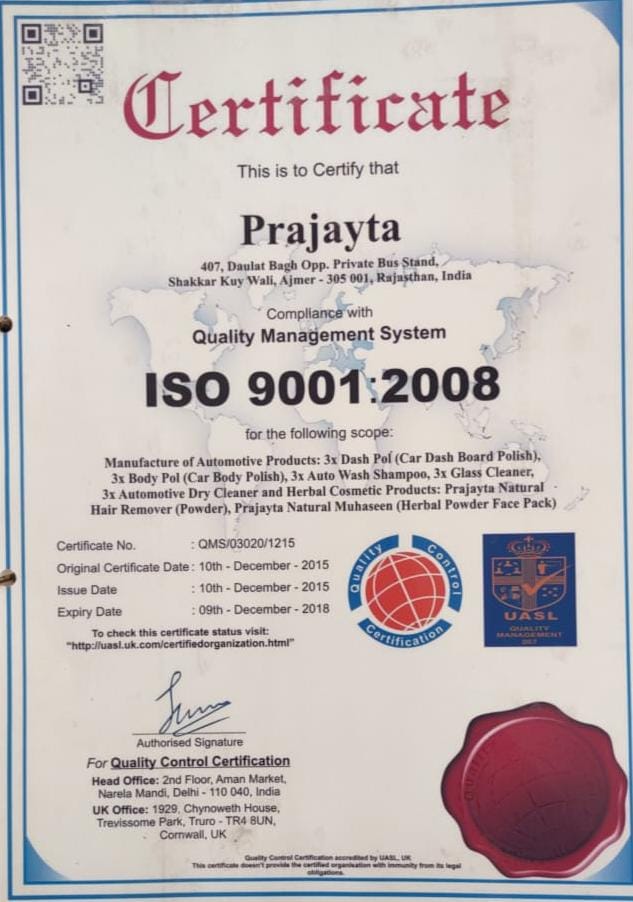 Certificate
This is to Certify that
Prajayta
407, Daulat Bagh Opp. Private Bus Stand,
Shakkar Kuy Wali, Ajmer - 305 001, Rajasthan, India
Compliance with
Quality Management System
ISO 9001:2008
for the following scope:
Manufacture of Automotive Products: 3x Dash Pol (Car Dash Board Polish),
3x Body Pol (Car Body Polish), 3x Auto Wash Shampoo, 3x Glass Cleaner,
3x Automotive Dry Cleaner and Herbal Cosmetic Products: Prajayta Natural
Hair Remover (Powder), Prajayta Natural Muhaseen (Herbal Powder Face Pack)
Certificate No. : QMS/03020/1215
Original Certificate Date : 10th - December - 2015
Issue Date : 10th - December - 2015
Expiry Date : 09th - December - 2018
To check this certificate status visit:
"http://uasl.uk.com/certifiedorganization.html"
Quality Control
Certification
UASL
QUALITY
MANAGEMENT
Authorised Signature
For Quality Control Certification
Head Office: 2nd Floor, Aman Market,
Narela Mandi, Delhi - 110 040, India
UK Office: 1929, Chynoweth House,
Trevissome Park, Truro - TR4 8UN,
Cornwall, UK
Quality Control Certification accredited by UASL, UK
This certificate doesn't provide the certified organisation with immunity from its legal
obligations.